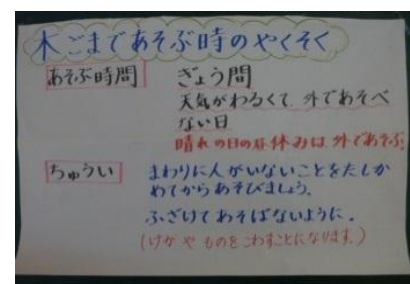 木ごまであそぶ時のやくそく
あそぶ時間 ぎょう間
天気がわるくて、外であそべ
ない日
晴れの日の昼休みは、外であそぶ。
ちゅうい まわりに人がいないことをたしか
めてからあそびましょう。
ふざけてあそばないように。
(けがや ものをこわすことになります。)